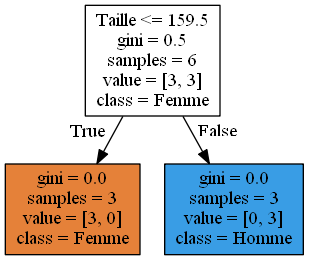 Taille <= 159.5
gini = 0.5
samples = 6
value = [3, 3]
class = Femme
True
False
gini = 0.0
samples = 3
value = [3, 0]
class = Femme
gini = 0.0
samples = 3
value = [0, 3]
class = Homme